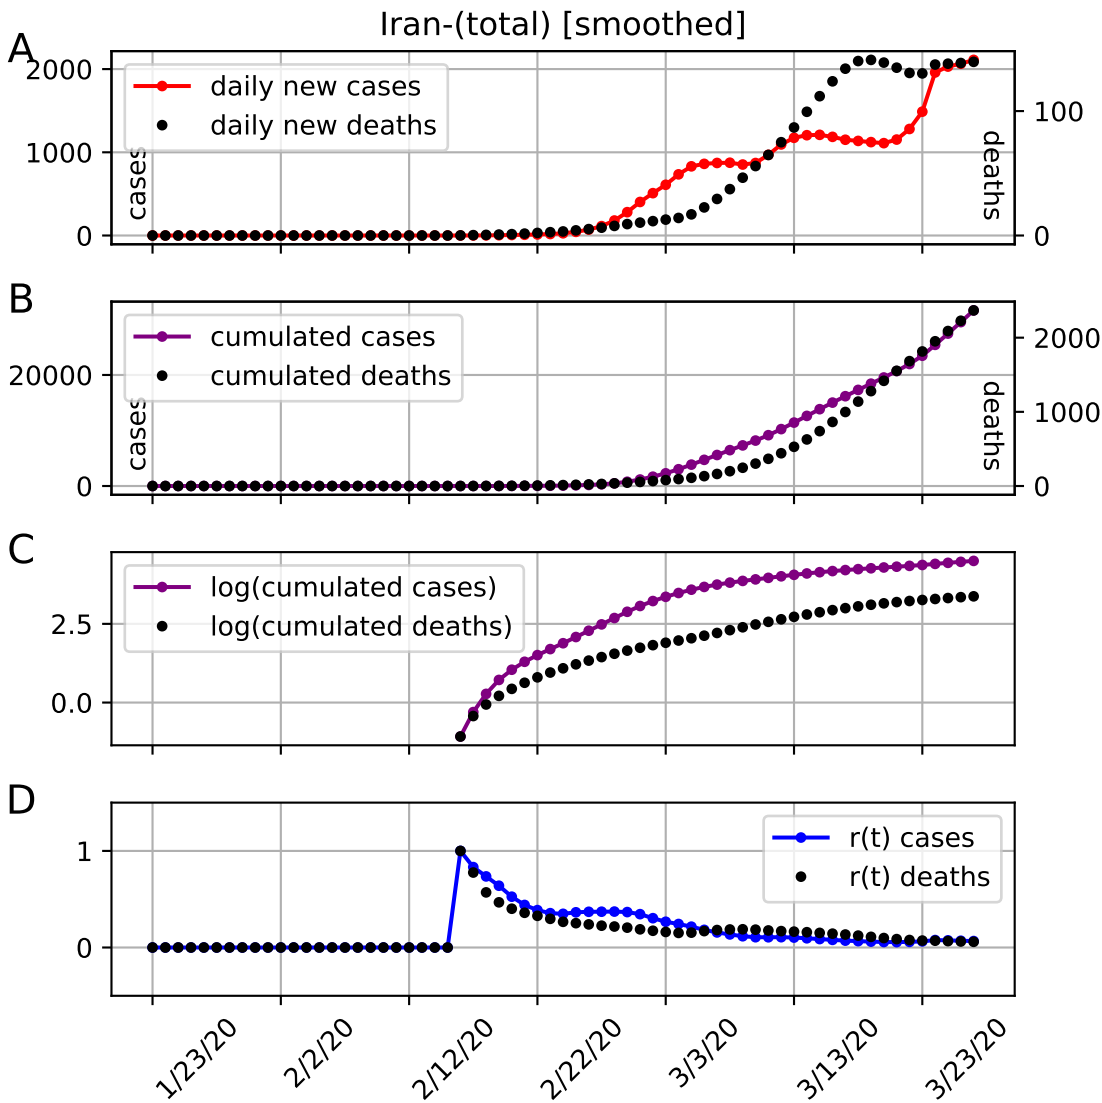 Iran-(total) [smoothed]
A
2000
1000
0
cases
daily new cases
daily new deaths
100
0
deaths
B
20000
0
cases
cumulated cases
cumulated deaths
2000
1000
0
deaths
C
2.5
0.0
log(cumulated cases)
log(cumulated deaths)
D
1
0
r(t) cases
r(t) deaths
1/23/20
2/2/20
2/12/20
2/22/20
3/3/20
3/13/20
3/23/20